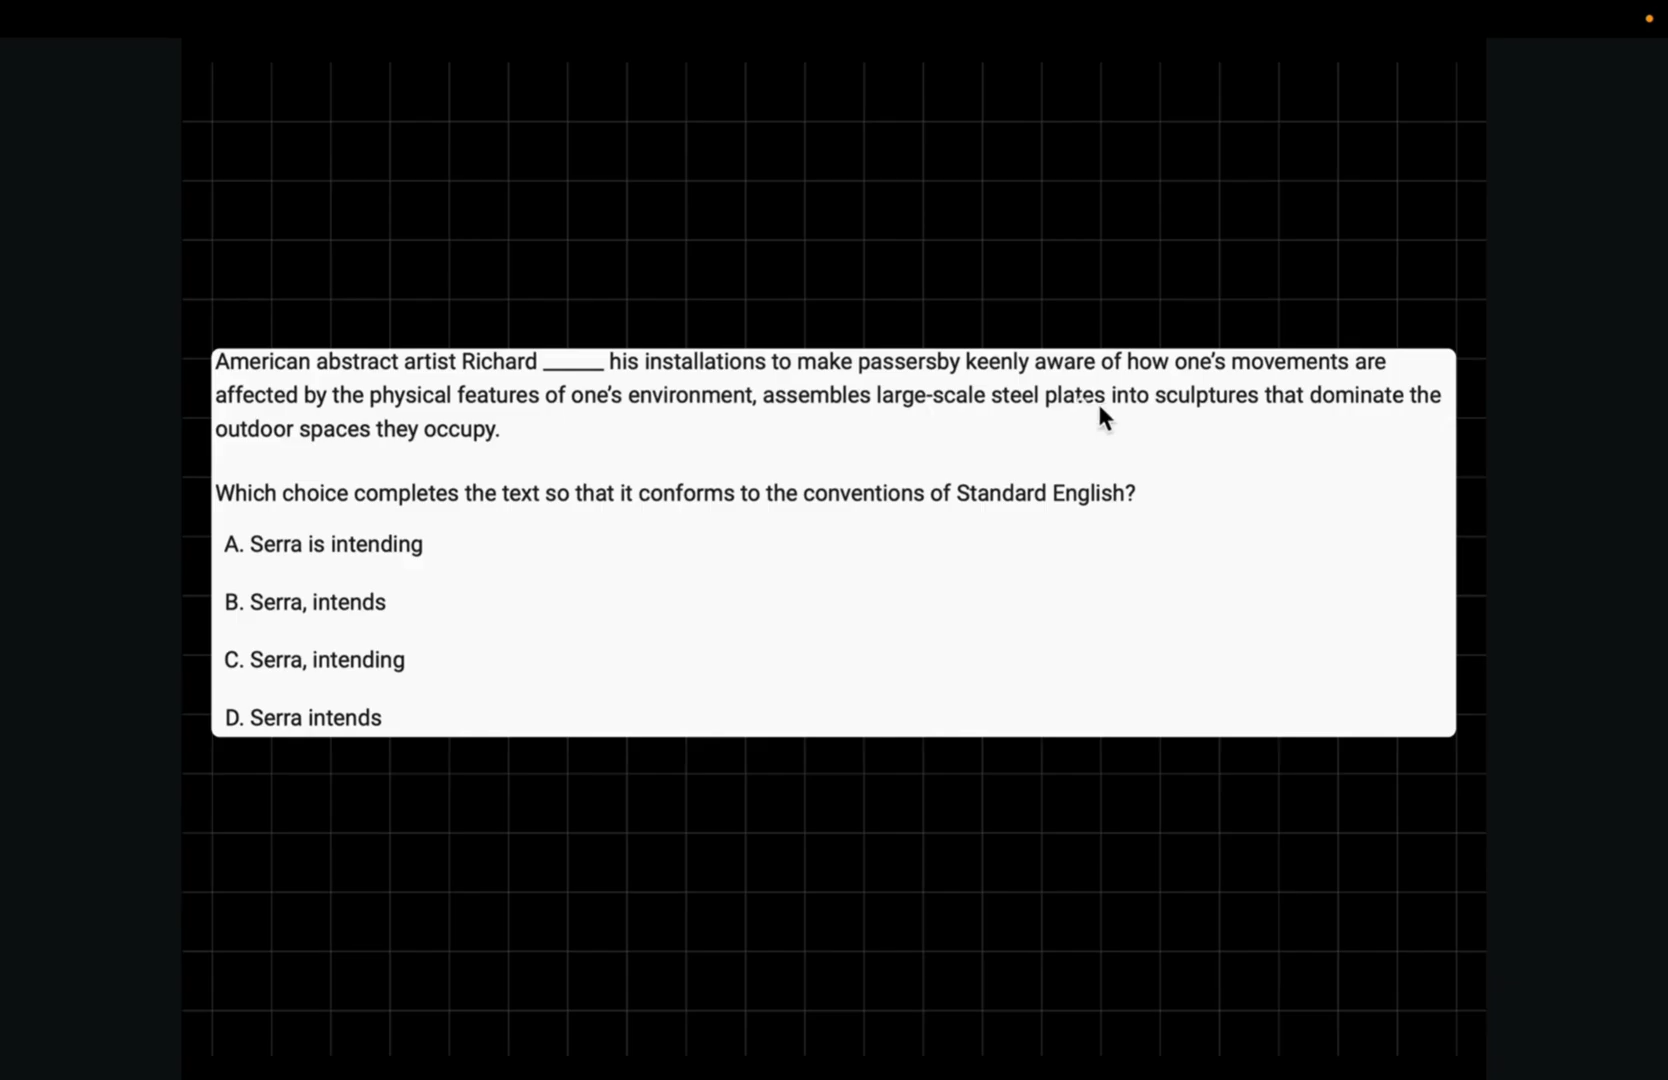 American abstract artist Richard _____ his installations to make passersby keenly aware of how one’s movements are
affected by the physical features of one’s environment, assembles large-scale steel plates into sculptures that dominate the
outdoor spaces they occupy.
Which choice completes the text so that it conforms to the conventions of Standard English?
A. Serra is intending
B. Serra, intends
C. Serra, intending
D. Serra intends